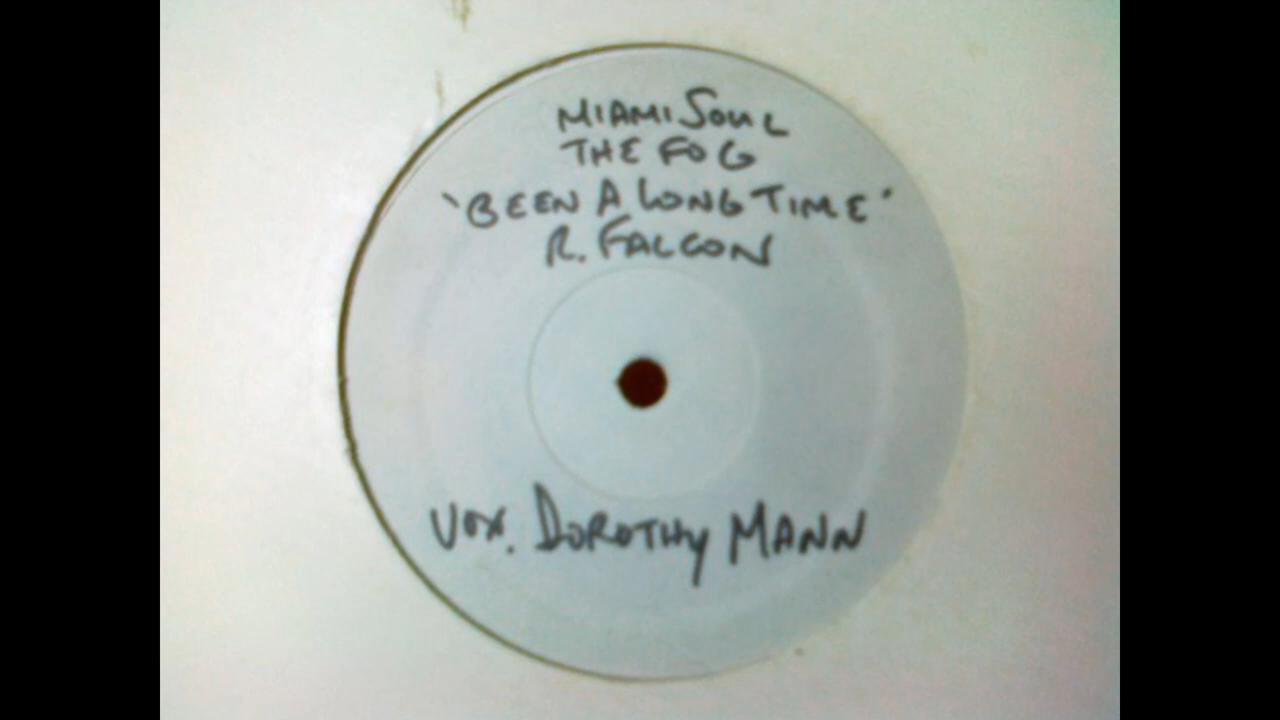 MIAMI SOUL
THE FOG
'BEEN A LONG TIME'
R. FALCON
VOX. DOROTHY MANN